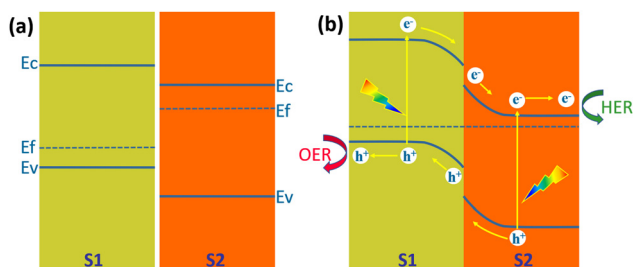 (a)
Ec
Ec
Ef
Ef
Ev
Ev
S1
S2
(b)
e-
e-
e-
e-
HER
OER
h+
h+
h+
h+
S1
S2